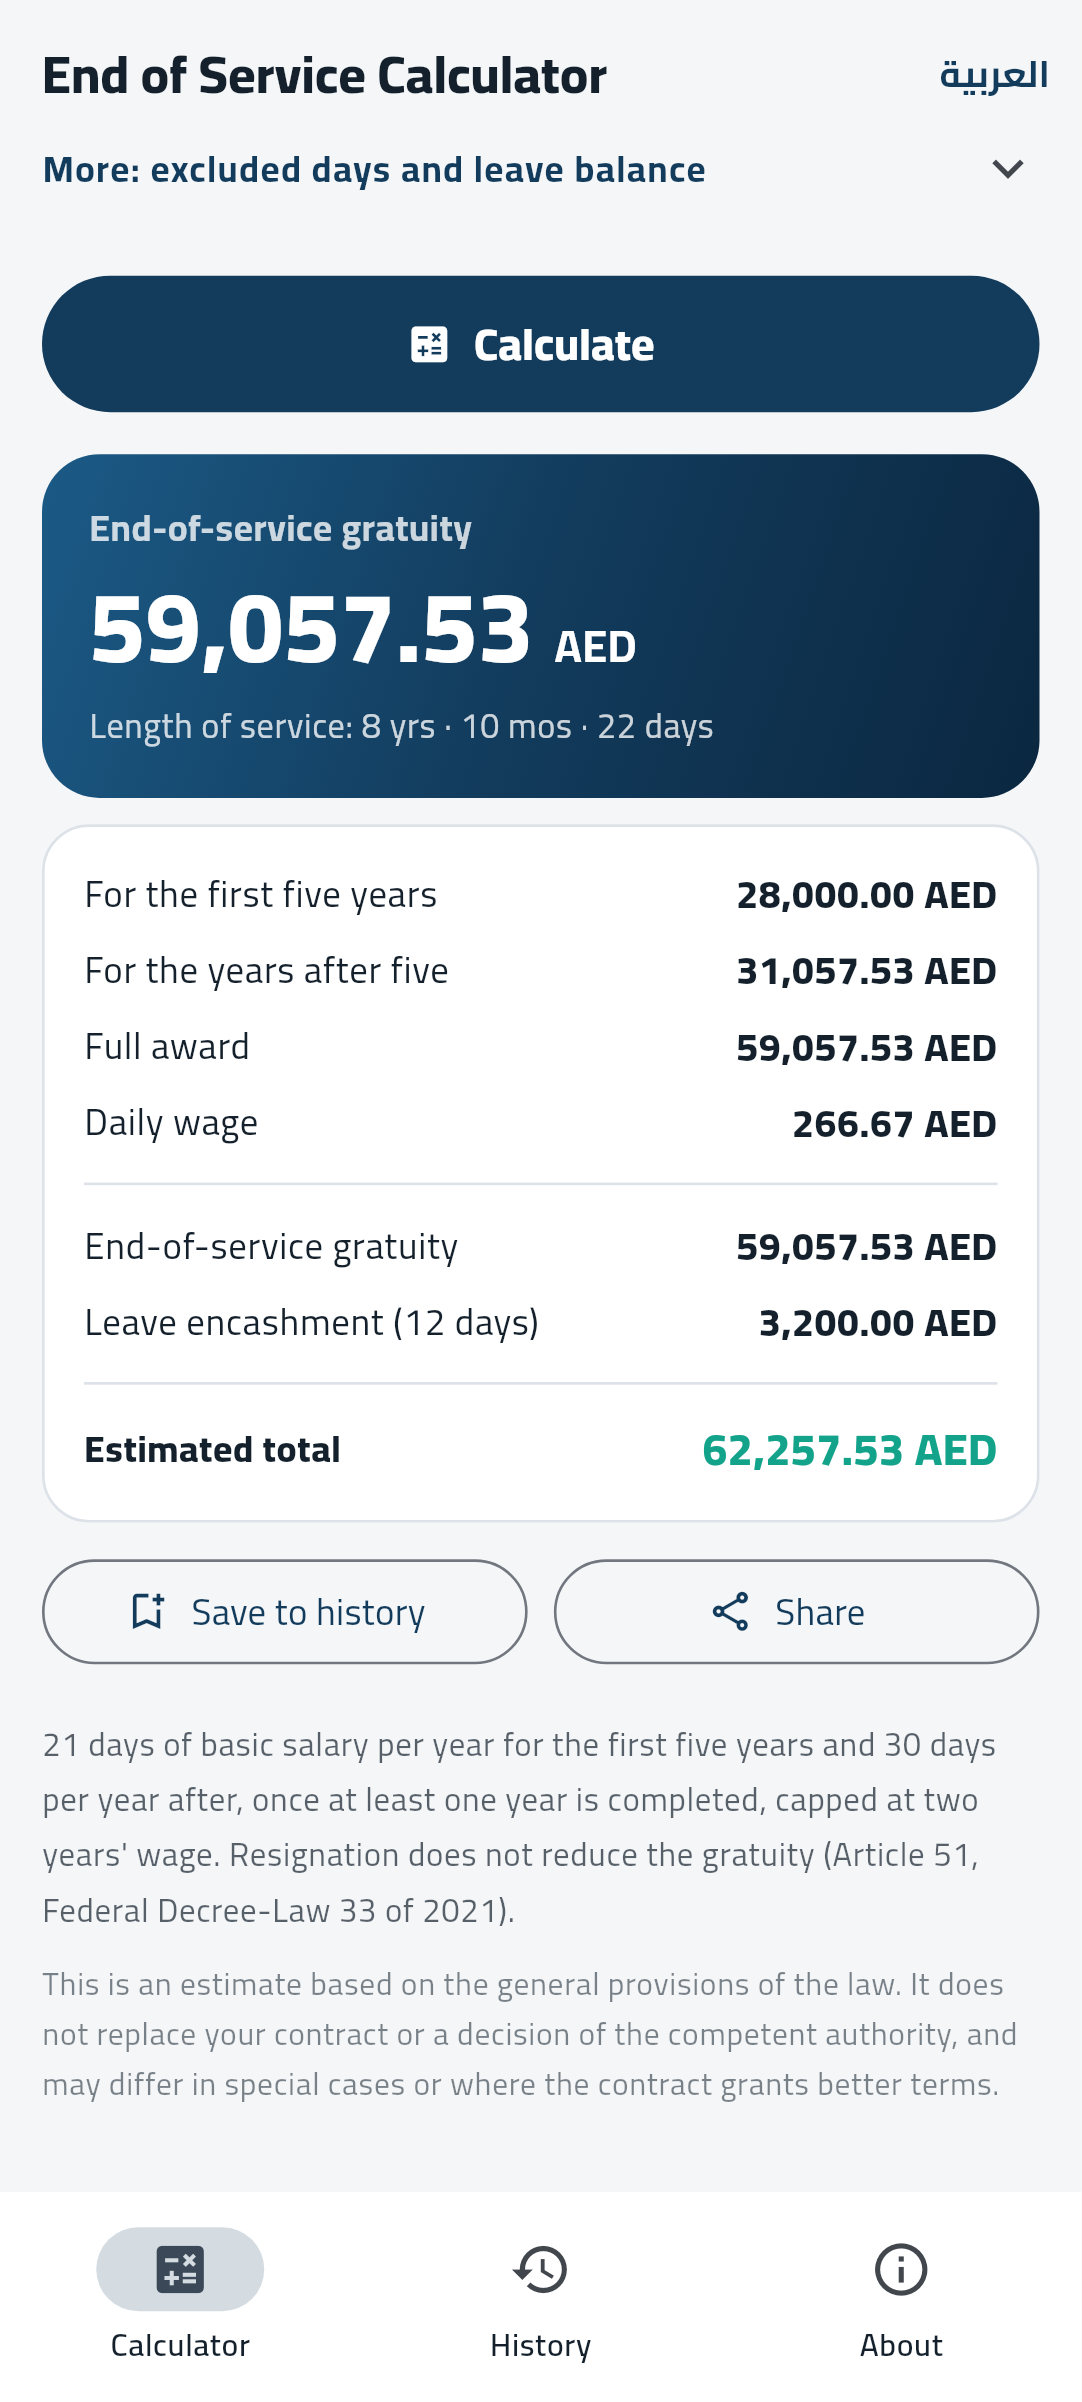 End of Service Calculator
العربية
More: excluded days and leave balance
Calculate
End-of-service gratuity
59,057.53 AED
Length of service: 8 yrs · 10 mos · 22 days
For the first five years 28,000.00 AED
For the years after five 31,057.53 AED
Full award 59,057.53 AED
Daily wage 266.67 AED
End-of-service gratuity 59,057.53 AED
Leave encashment (12 days) 3,200.00 AED
Estimated total 62,257.53 AED
Save to history
Share
21 days of basic salary per year for the first five years and 30 days
per year after, once at least one year is completed, capped at two
years' wage. Resignation does not reduce the gratuity (Article 51,
Federal Decree-Law 33 of 2021).
This is an estimate based on the general provisions of the law. It does
not replace your contract or a decision of the competent authority, and
may differ in special cases or where the contract grants better terms.
Calculator
History
About